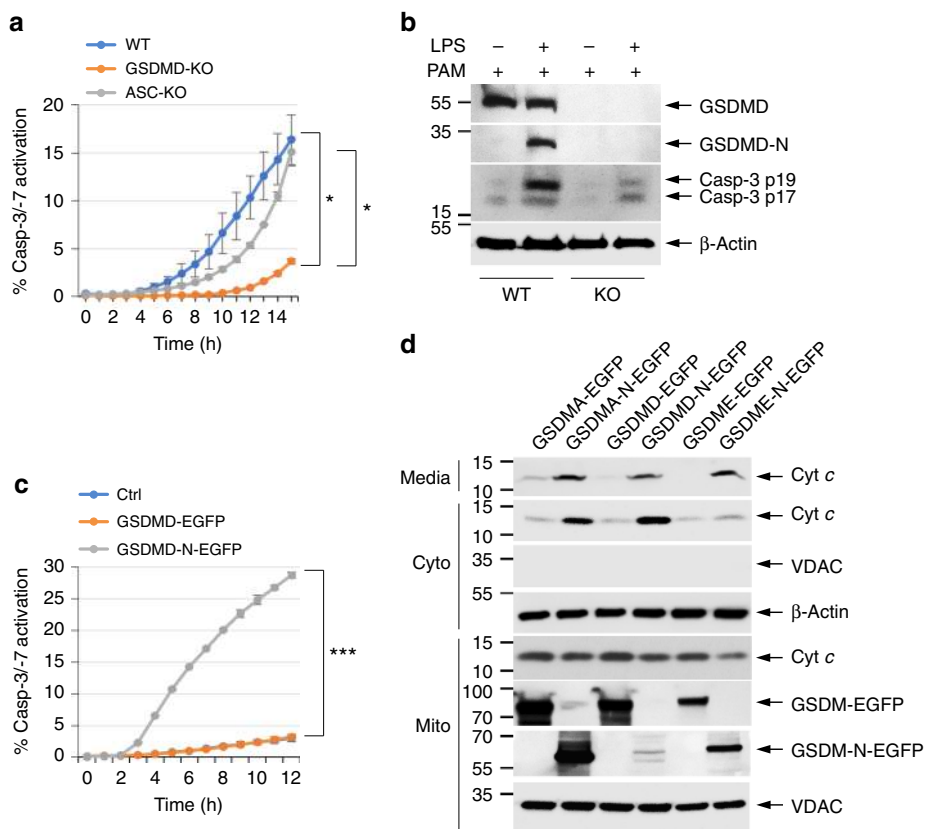 a
WT
GSDMD-KO
ASC-KO
% Casp-3/-7 activation
20
15
10
5
0
0 2 4 6 8 10 12 14
Time (h)
*
*
b
LPS – + – +
PAM + + + +
55
GSDMD
35
GSDMD-N
Casp-3 p19
Casp-3 p17
15
55
β-Actin
WT KO
c
Ctrl
GSDMD-EGFP
GSDMD-N-EGFP
% Casp-3/-7 activation
30
25
20
15
10
5
0
0 2 4 6 8 10 12
Time (h)
***
d
GSDMA-EGFP
GSDMA-N-EGFP
GSDMD-EGFP
GSDMD-N-EGFP
GSDME-EGFP
GSDME-N-EGFP
Media
15
10
Cyt c
Cyto
15
10
Cyt c
35
VDAC
55
β-Actin
Mito
15
10
Cyt c
100
70
GSDM-EGFP
70
55
GSDM-N-EGFP
35
VDAC